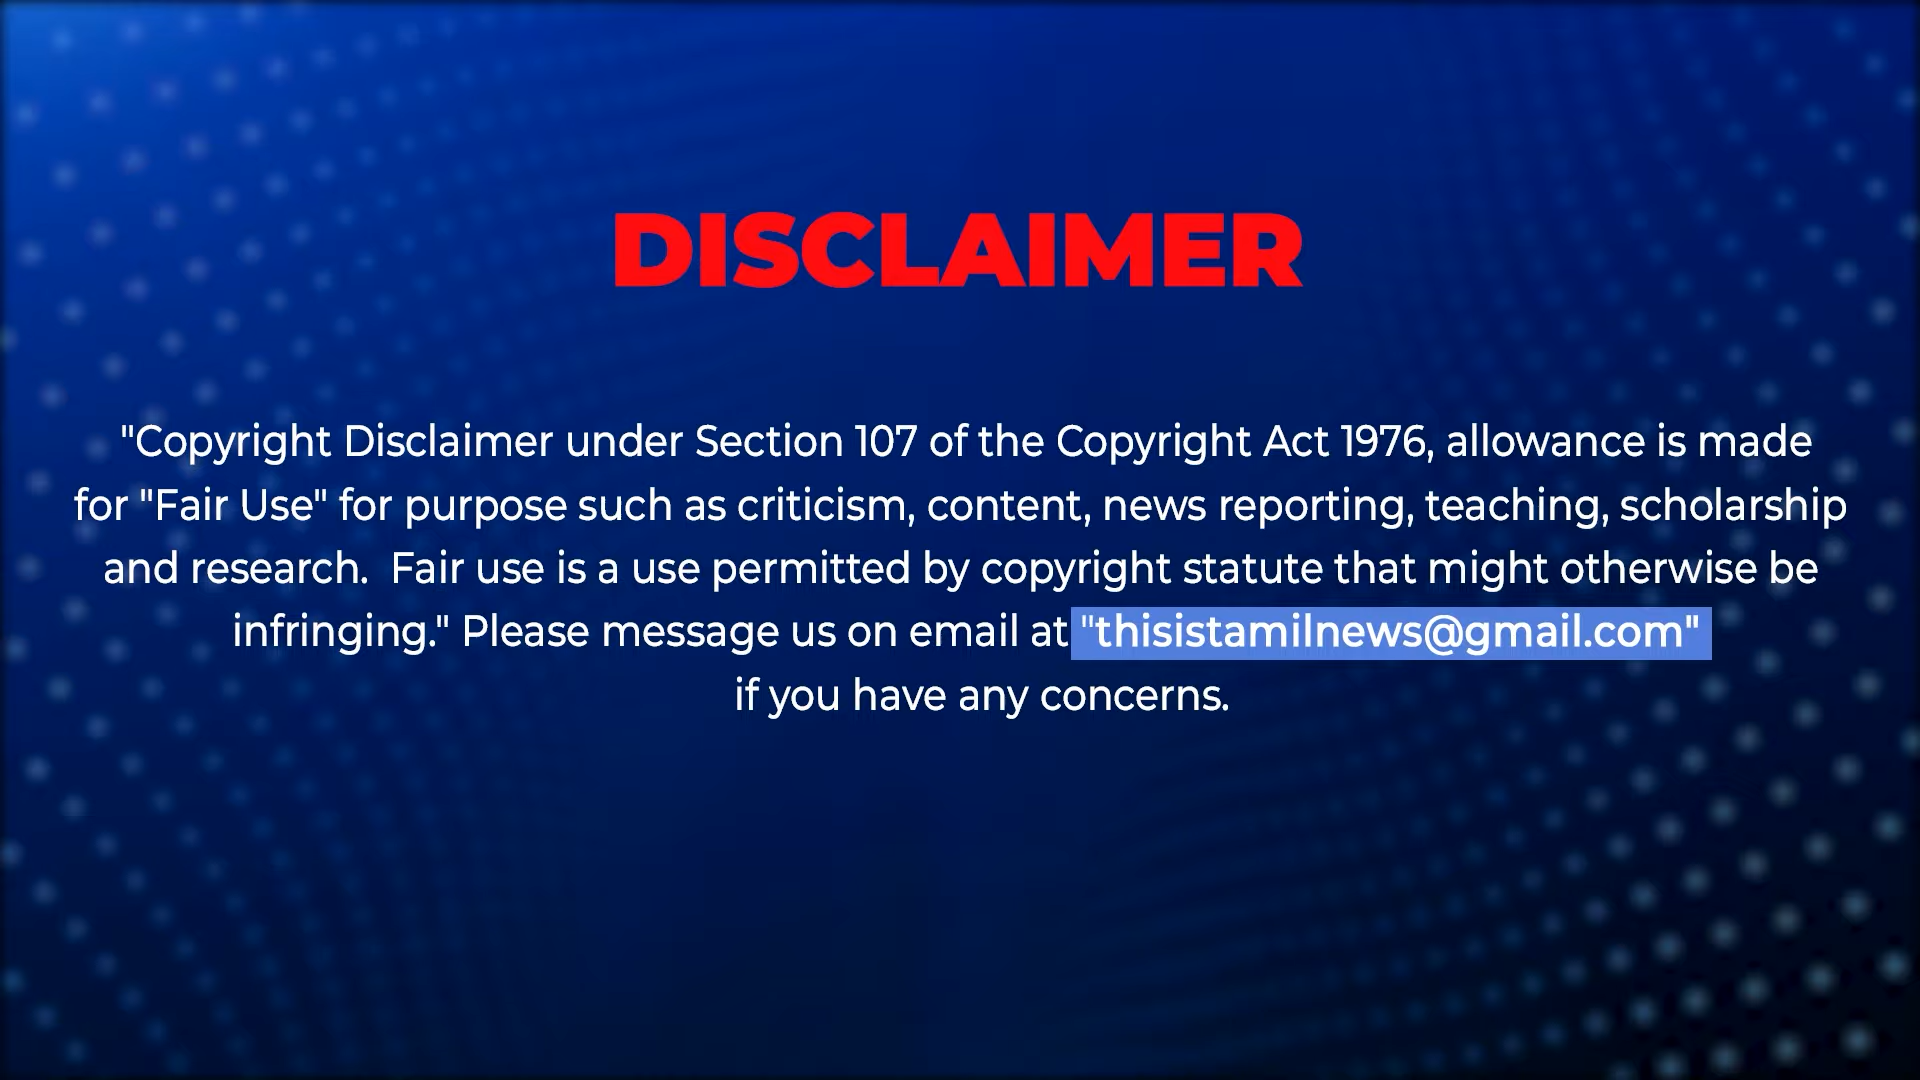 DISCLAIMER
"Copyright Disclaimer under Section 107 of the Copyright Act 1976, allowance is made
for "Fair Use" for purpose such as criticism, content, news reporting, teaching, scholarship
and research.  Fair use is a use permitted by copyright statute that might otherwise be
infringing." Please message us on email at "thisistamilnews@gmail.com"
if you have any concerns.